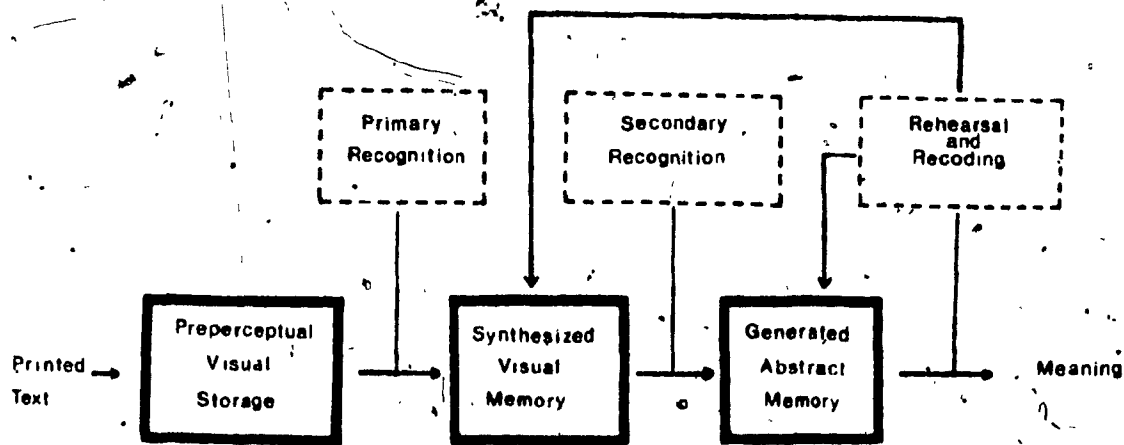 Primary
Recognition
Secondary
Recognition
Rehearsal
and
Recoding
Printed
Text
Preperceptual
Visual
Storage
Synthesized
Visual
Memory
Generated
Abstract
Memory
Meaning